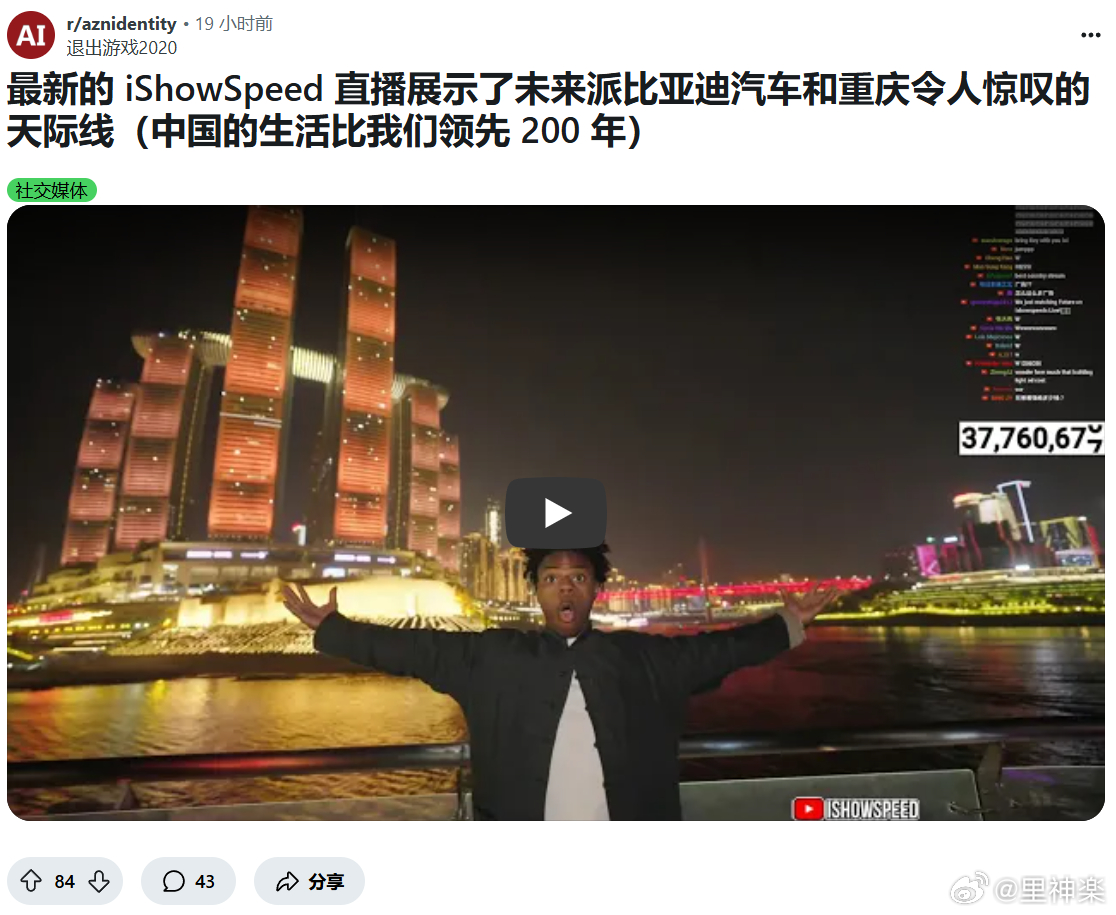 AI
r/aznidentity • 19 小时前
退出游戏2020
最新的 iShowSpeed 直播展示了未来派比亚迪汽车和重庆令人惊叹的
天际线（中国的生活比我们领先 200 年）
社交媒体
best country stream
37,760,67
ISHOWSPEED
84
43
分享
@里神楽